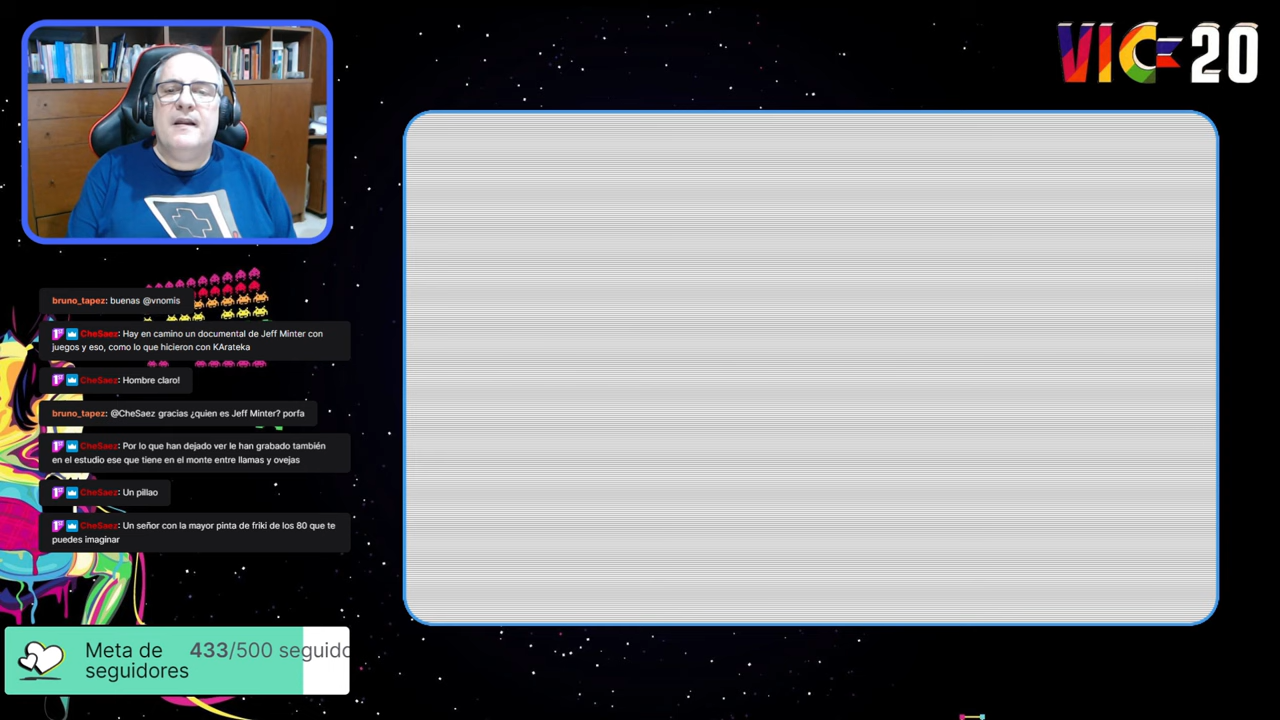 VIC-20
bruno_tapez: buenas @vnomis
CheSaez: Hay en camino un documental de Jeff Minter con
juegos y eso, como lo que hicieron con KArateka
CheSaez: Hombre claro!
bruno_tapez: @CheSaez gracias ¿quien es Jeff Minter? porfa
CheSaez: Por lo que han dejado ver le han grabado también
en el estudio ese que tiene en el monte entre llamas y ovejas
CheSaez: Un pillao
CheSaez: Un señor con la mayor pinta de friki de los 80 que te
puedes imaginar
Meta de 433/500 seguido
seguidores